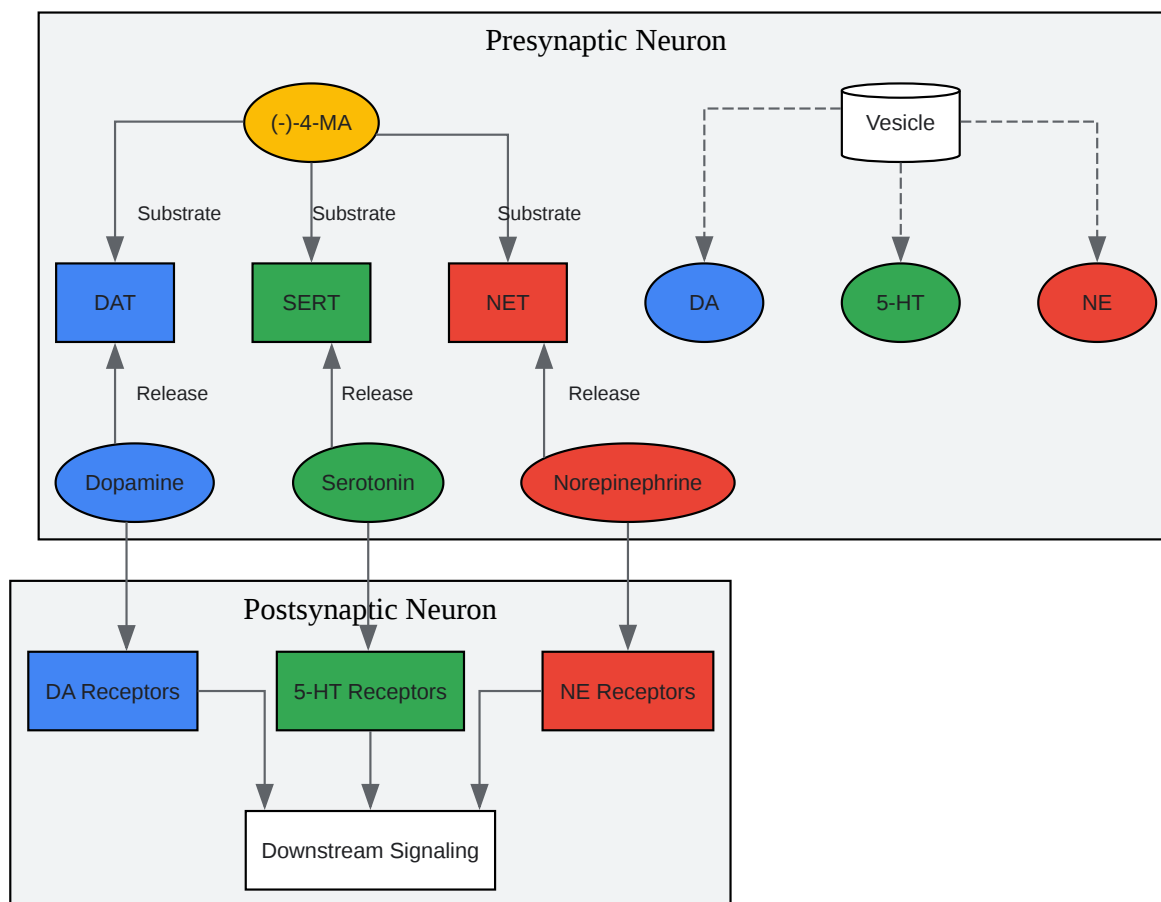 Presynaptic Neuron
(-)-4-MA
Vesicle
Substrate
Substrate
Substrate
DAT
SERT
NET
DA
5-HT
NE
Release
Release
Release
Dopamine
Serotonin
Norepinephrine
Postsynaptic Neuron
DA Receptors
5-HT Receptors
NE Receptors
Downstream Signaling